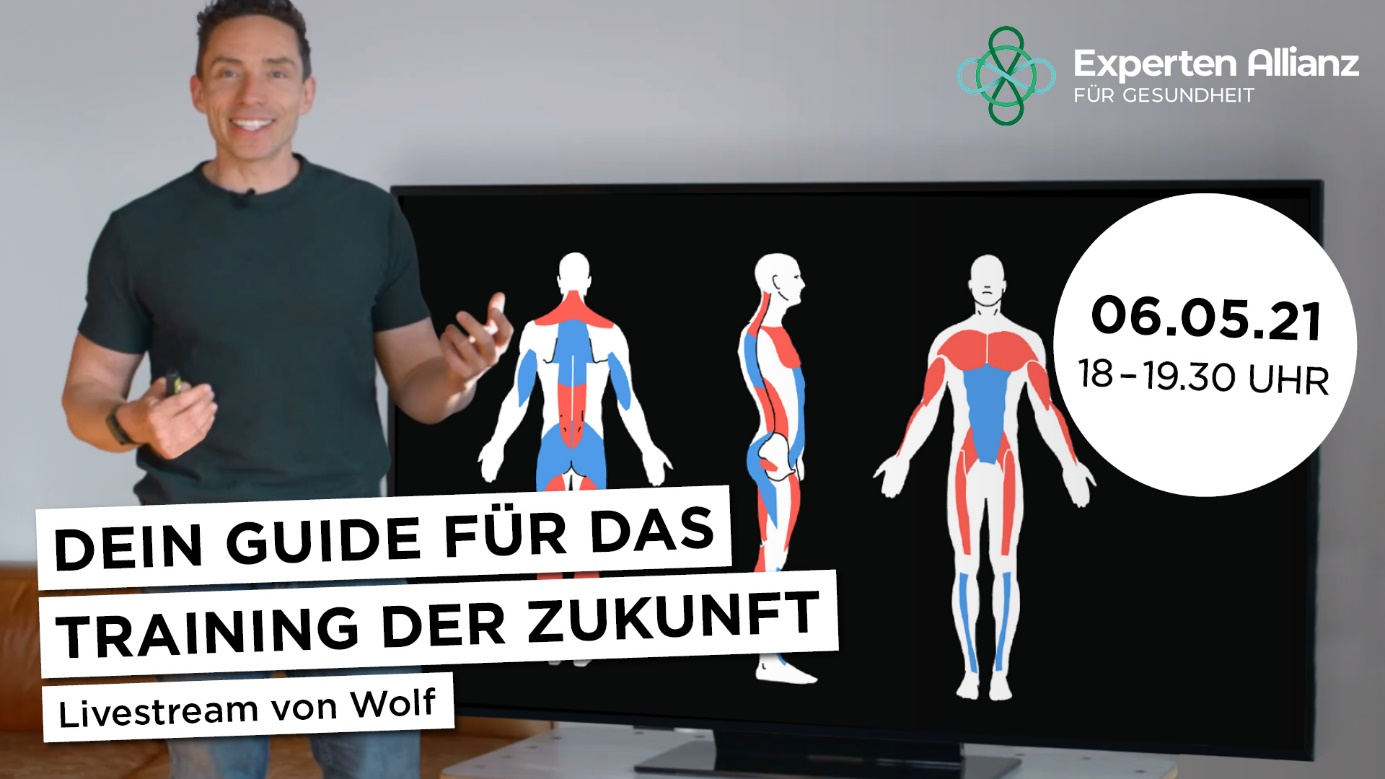 Experten Allianz
FÜR GESUNDHEIT
06.05.21
18 – 19.30 UHR
DEIN GUIDE FÜR DAS
TRAINING DER ZUKUNFT
Livestream von Wolf